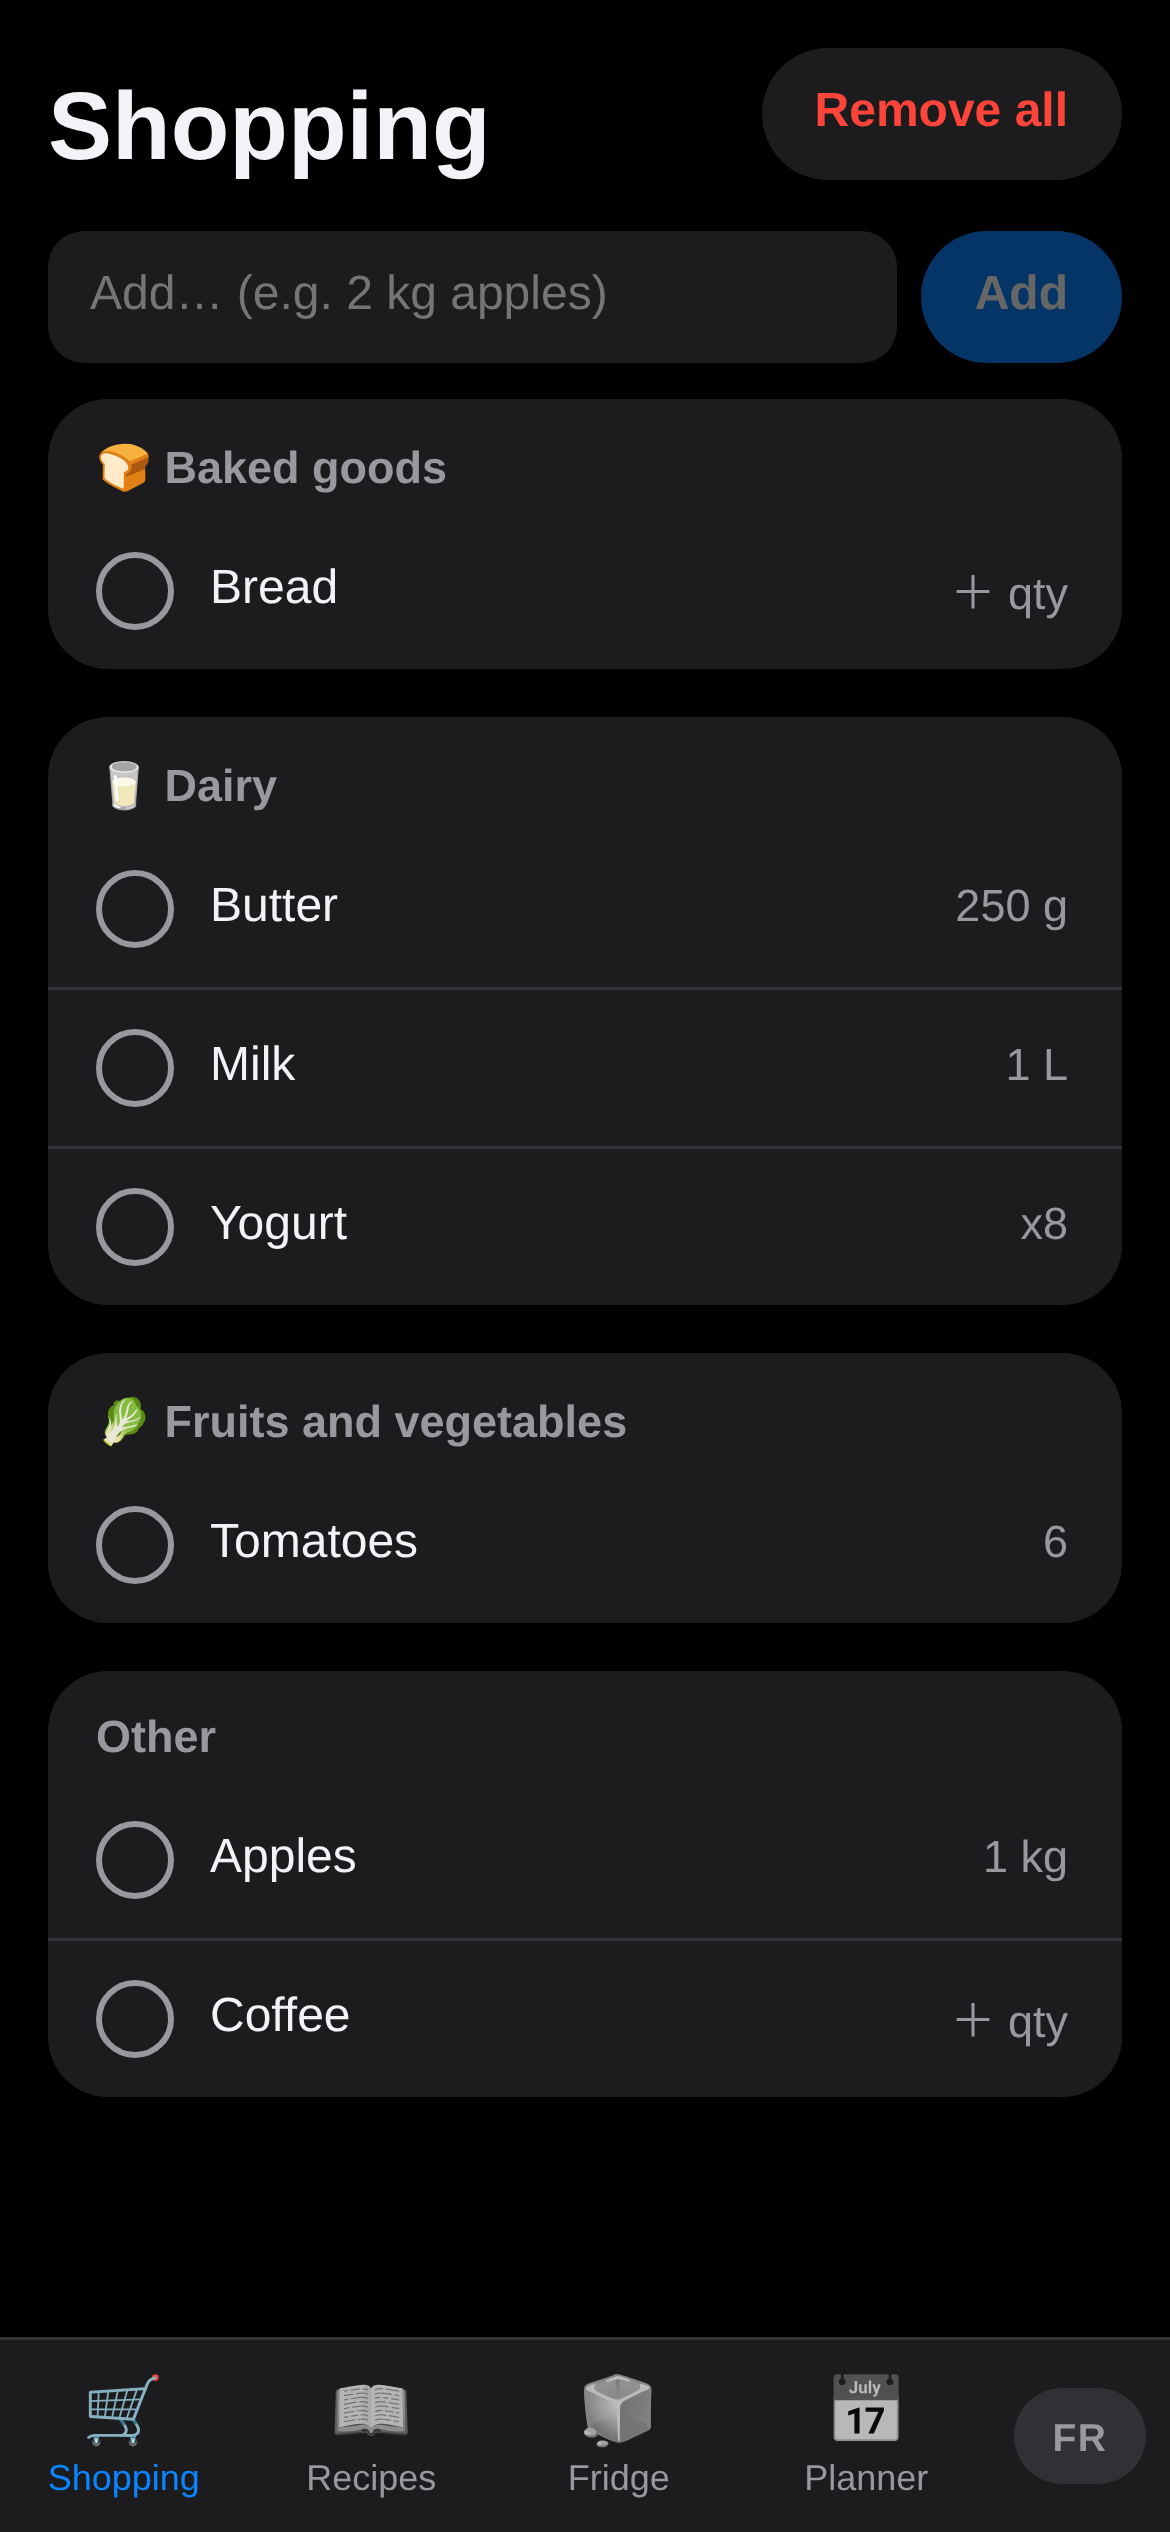 Shopping
Remove all
Add… (e.g. 2 kg apples)
Add
Baked goods
Bread
+ qty
Dairy
Butter
250 g
Milk
1 L
Yogurt
x8
Fruits and vegetables
Tomatoes
6
Other
Apples
1 kg
Coffee
+ qty
July
17
Shopping
Recipes
Fridge
Planner
FR